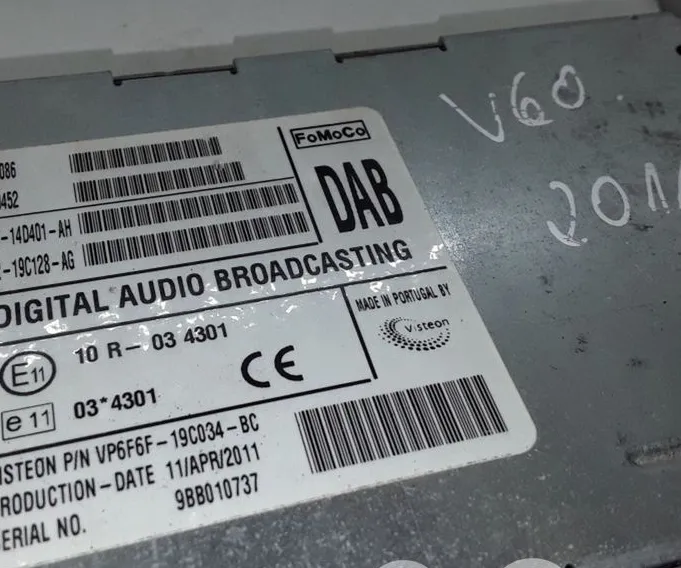 086
FoMoCo
452
DAB
-14D401-AH
-19C128-AG
DIGITAL AUDIO BROADCASTING
10 R-03 4301
MADE IN PORTUGAL BY
Visteon
E11
CE
e 11
03*4301
ISTEON P/N VP6F6F-19C034-BC
RODUCTION-DATE 11/APR/2011
ERIAL NO. 9BB010737
V60.
201